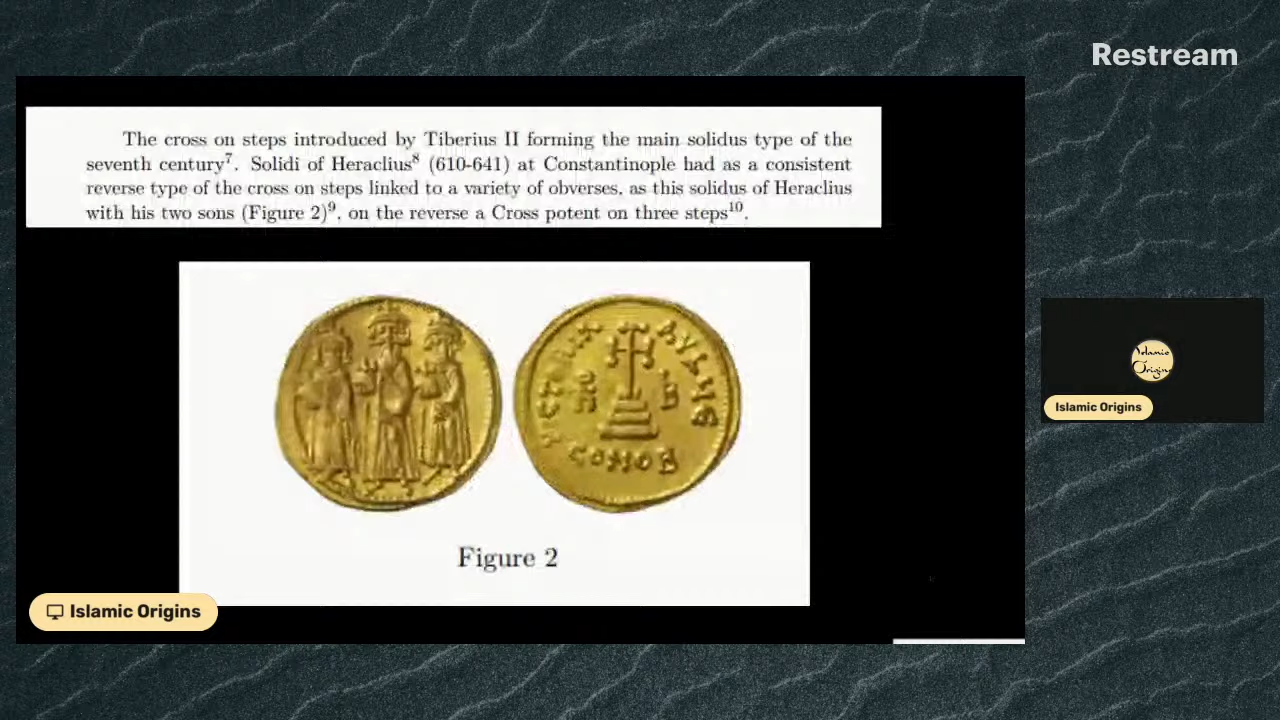 Restream
The cross on steps introduced by Tiberius II forming the main solidus type of the
seventh century7. Solidi of Heraclius8 (610-641) at Constantinople had as a consistent
reverse type of the cross on steps linked to a variety of obverses, as this solidus of Heraclius
with his two sons (Figure 2)9, on the reverse a Cross potent on three steps10.
CONOB
Figure 2
Islamic Origins
Islamic
Origins
Islamic Origins